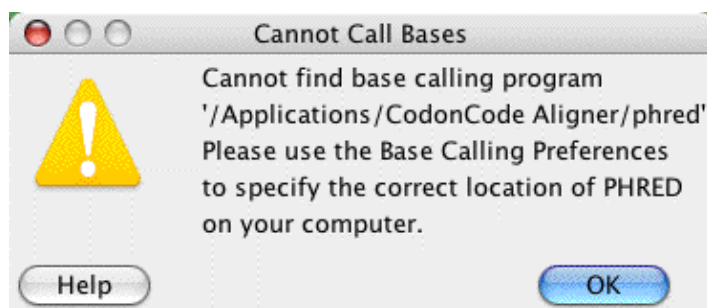 Cannot Call Bases
Cannot find base calling program
'/Applications/CodonCode Aligner/phred'
Please use the Base Calling Preferences
to specify the correct location of PHRED
on your computer.
Help
OK